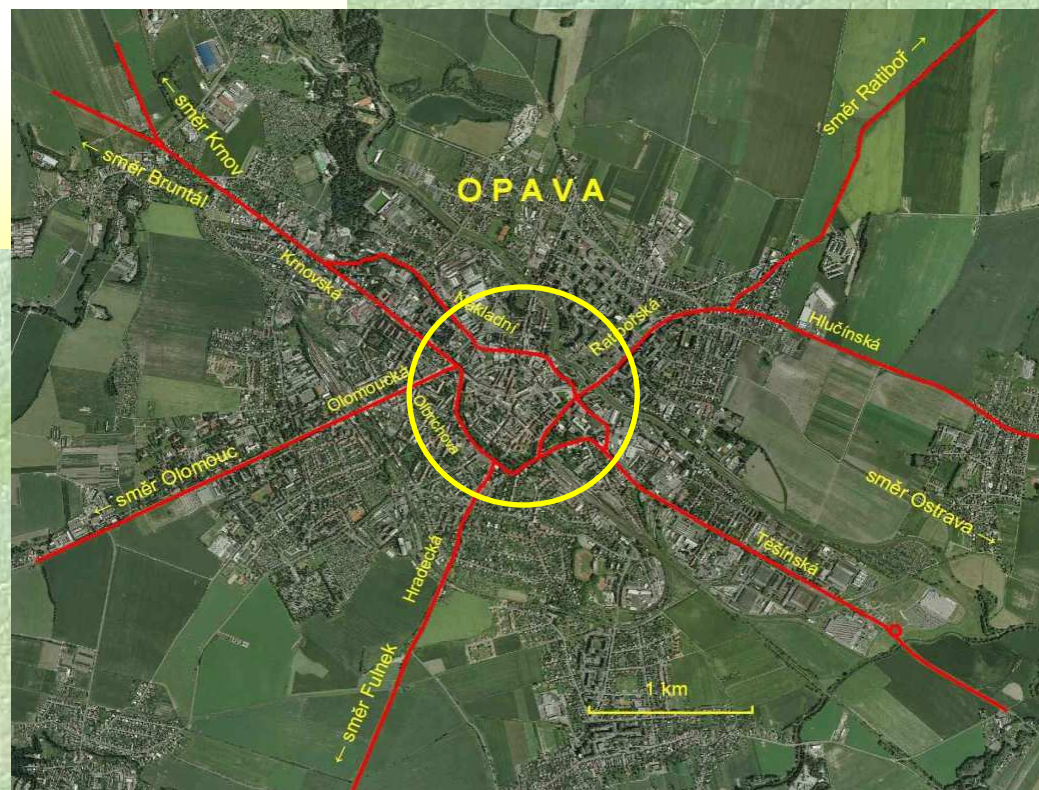 směr Ratiboř →
← směr Krnov
← směr Bruntál
OPAVA
Krnovská
Nákladní
Ratibořská
Hlučínská
Olomoucká
Olbrichova
← směr Olomouc
směr Ostrava →
Hradecká
Těšínská
← směr Fulnek
1 km